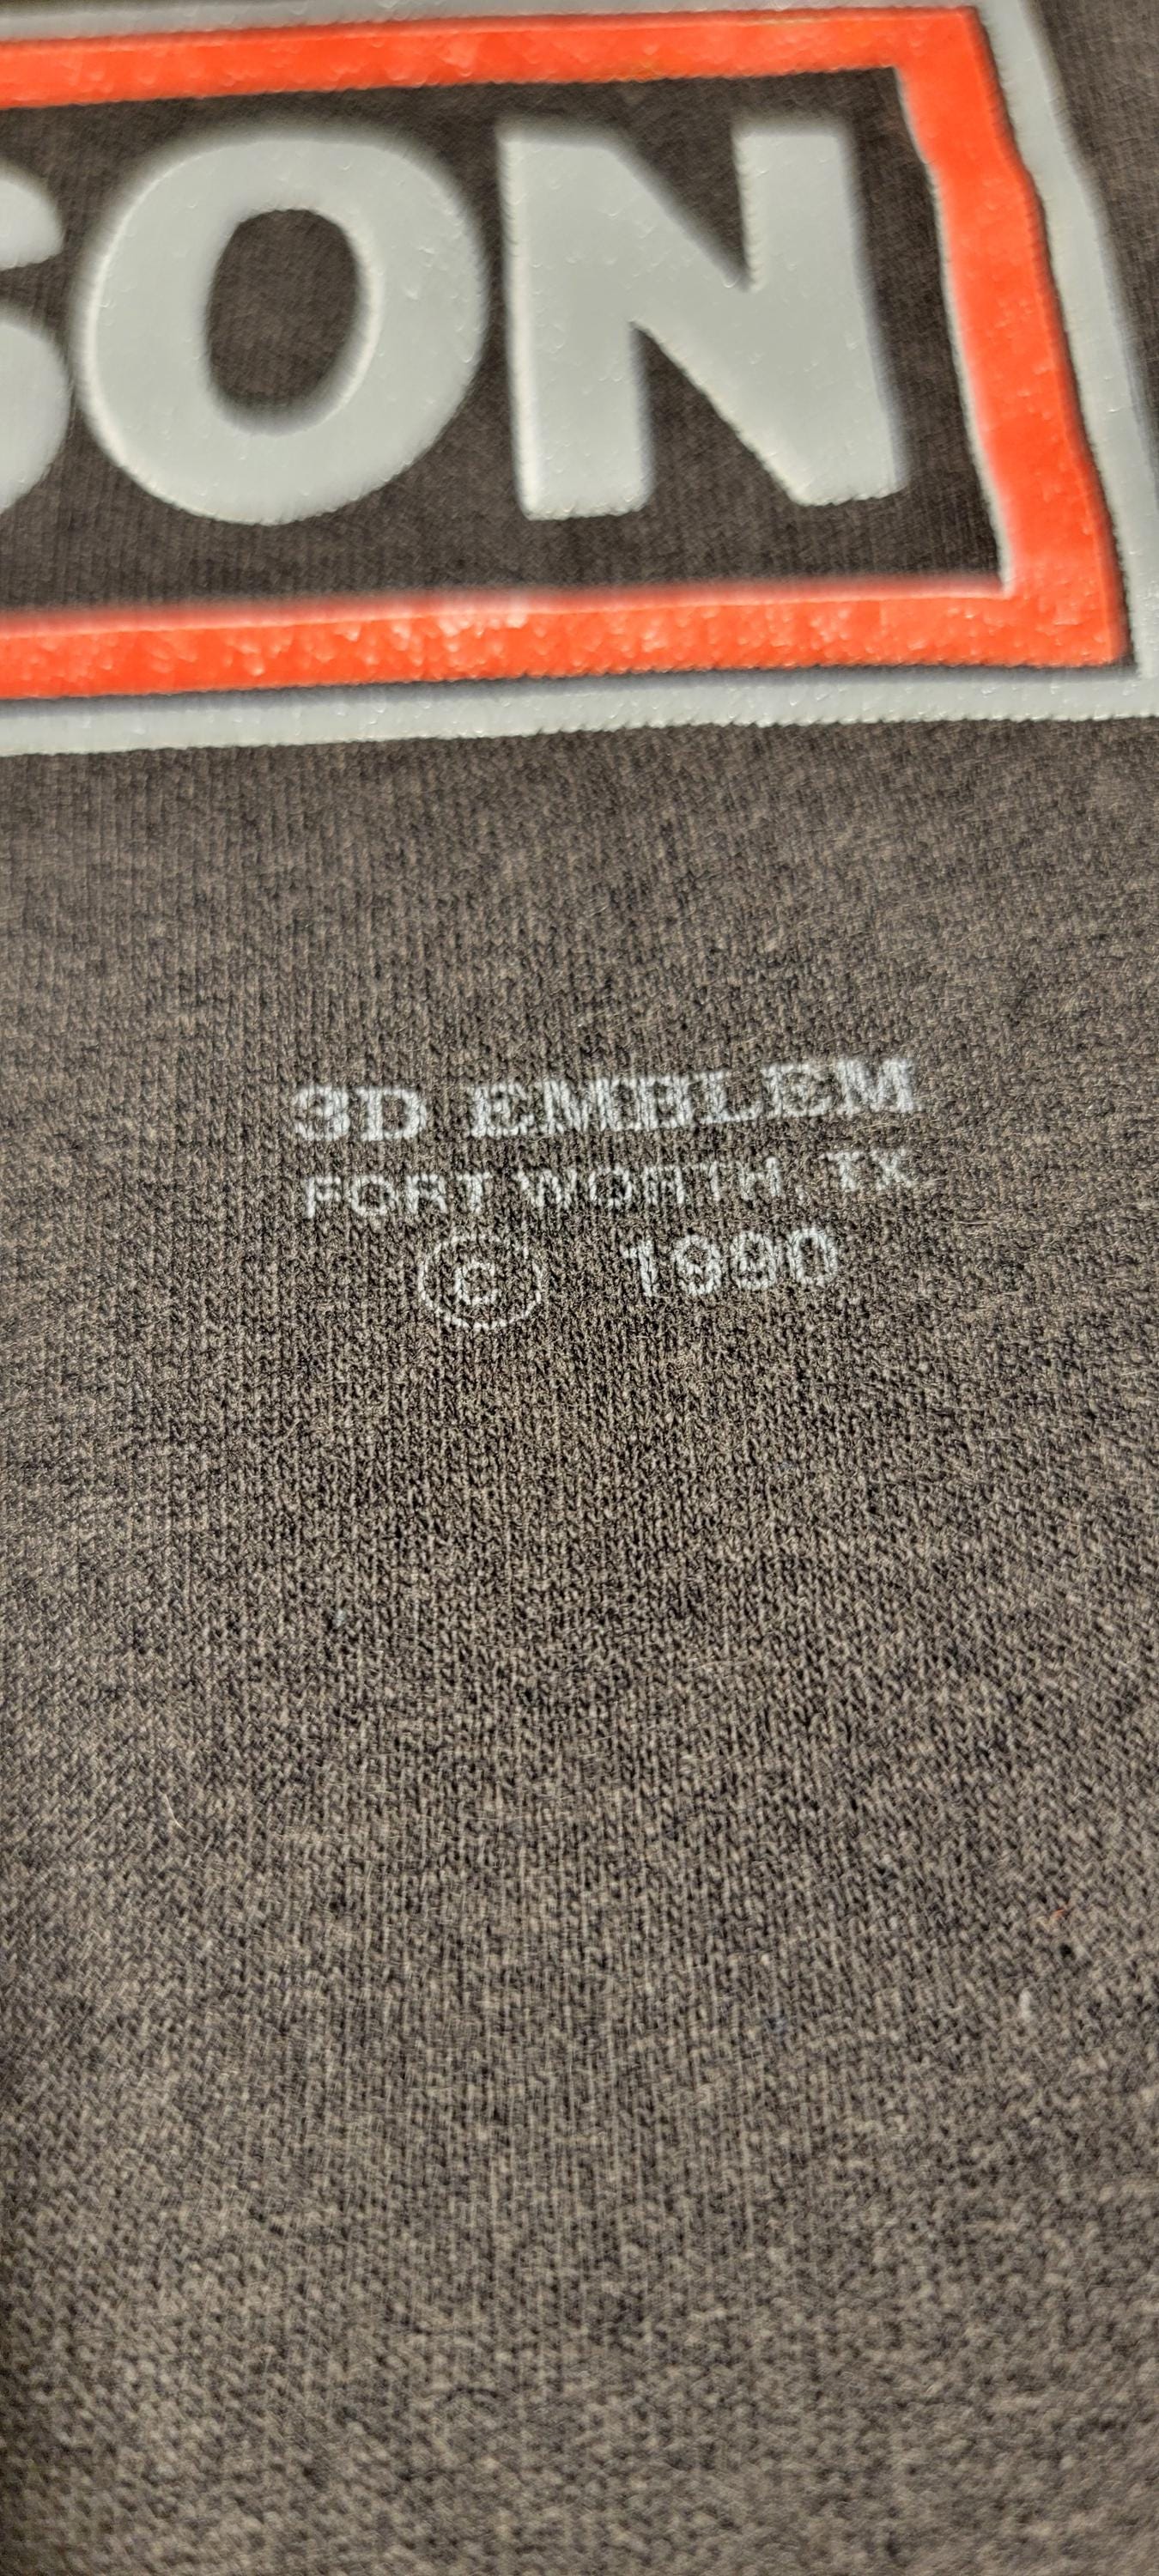 SON
3D EMBLEM
FORT WORTH, TX
© 1990